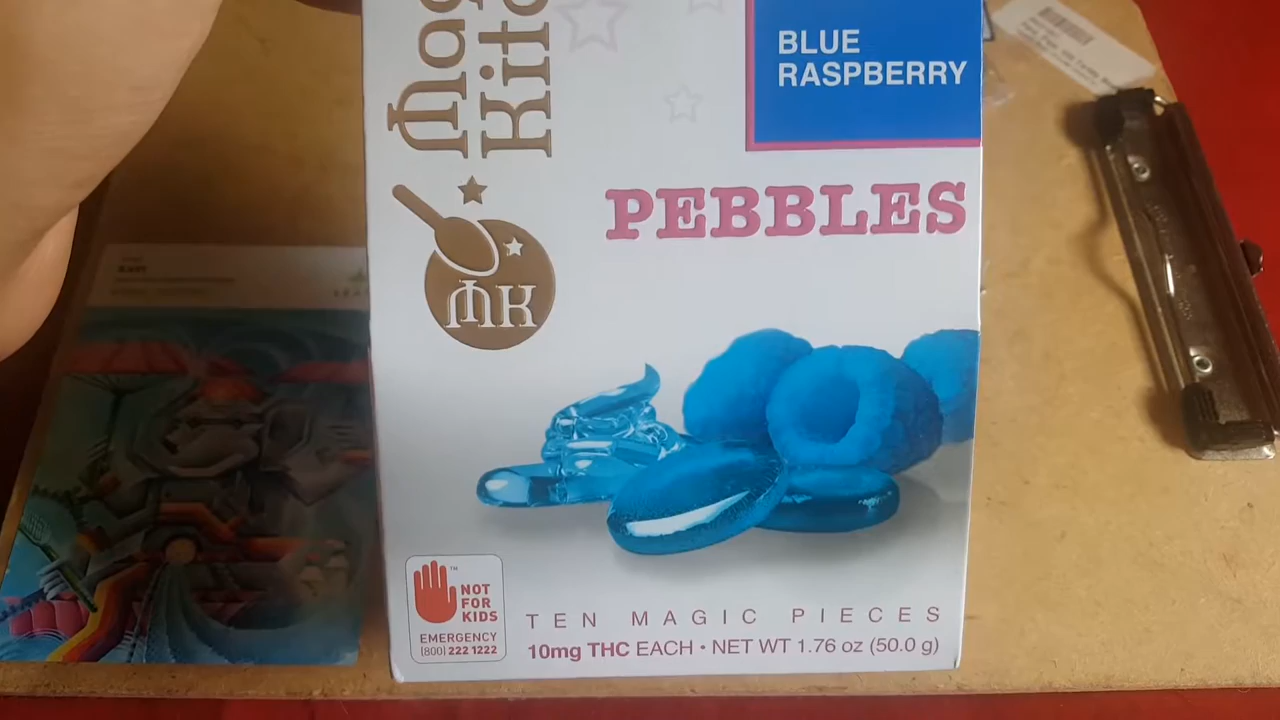 BLUE
RASPBERRY
PEBBLES
MK
NOT
FOR
KIDS
EMERGENCY
(800) 222 1222
TEN MAGIC PIECES
10mg THC EACH • NET WT 1.76 oz (50.0 g)